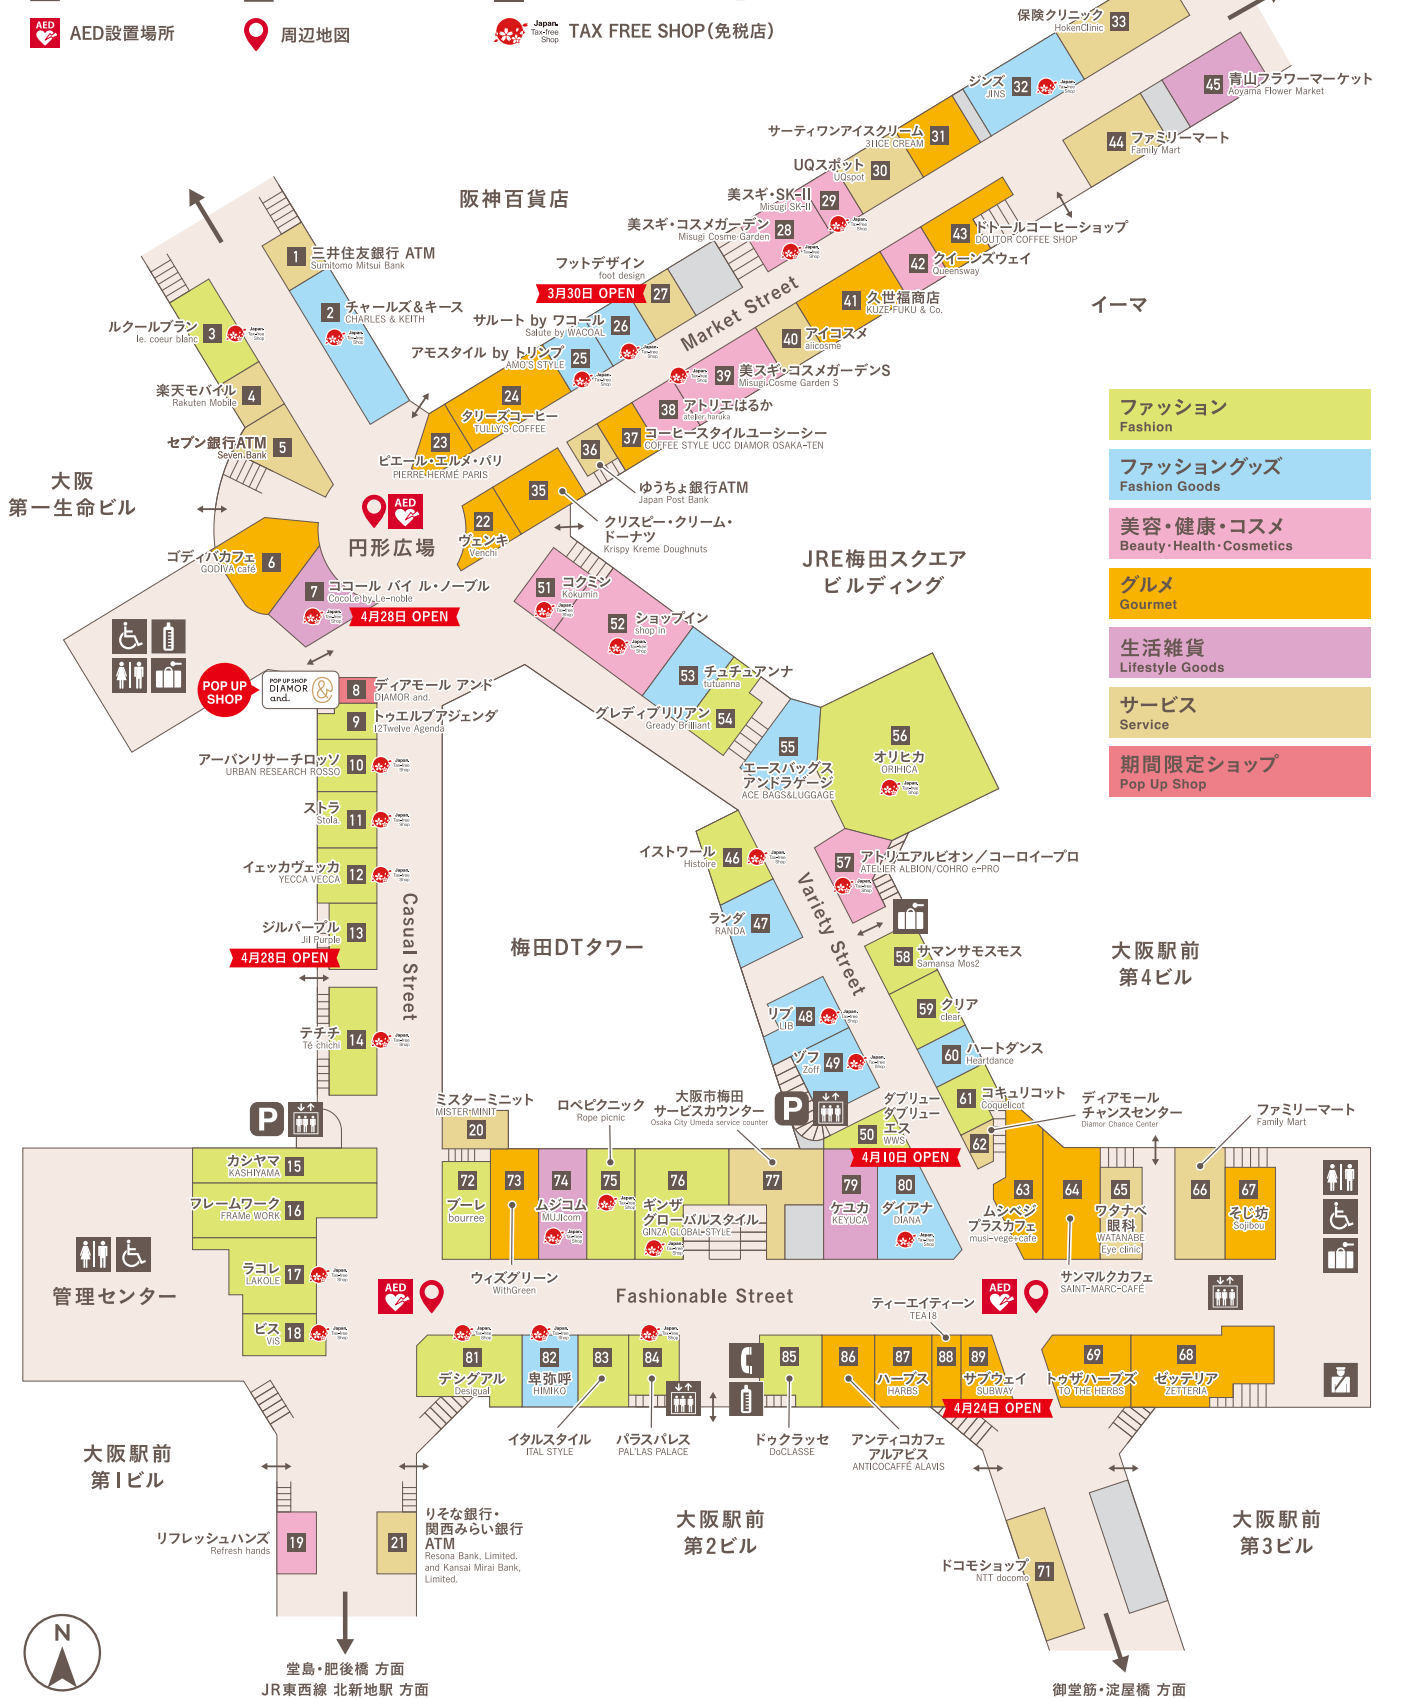 AED AED設置場所
周辺地図
Japan. Tax-free Shop TAX FREE SHOP(免税店)
保険クリニック 33
HokenClinic
ジンズ 32
JINS
45 青山フラワーマーケット
Aoyama Flower Market
サーティワンアイスクリーム 31
31ICE CREAM
44 ファミリーマート
Family Mart
UQスポット 30
UQspot
阪神百貨店
美スギ・SK-II 29
Misugi SK-II
美スギ・コスメガーデン 28
Misugi Cosme Garden
43 ドトールコーヒーショップ
DOUTOR COFFEE SHOP
1 三井住友銀行 ATM
Sumitomo Mitsui Bank
フットデザイン 27
foot design
3月30日 OPEN
42 クイーンズウェイ
Queensway
41 久世福商店
KUZE FUKU & Co.
イーマ
2 チャールズ&キース
CHARLES & KEITH
ルクールブラン 3
le. coeur blanc
サルート by ワコール 26
Salute by WACOAL
Market Street
40 アイコスメ
aiicosme
アモスタイル by トリンプ 25
AMO'S STYLE
39 美スギ・コスメガーデンS
Misugi Cosme Garden S
楽天モバイル 4
Rakuten Mobile
24
タリーズコーヒー
TULLY'S COFFEE
38 アトリエはるか
atelier haruka
セブン銀行ATM 5
Seven Bank
23
ピエール・エルメ・パリ
PIERRE HERMÉ PARIS
37 コーヒースタイルユーシーシー
COFFEE STYLE UCC DIAMOR OSAKA-TEN
36
ゆうちょ銀行ATM
Japan Post Bank
大阪
第一生命ビル
35
クリスピー・クリーム・
ドーナツ
Krispy Kreme Doughnuts
AED
円形広場
22
ヴェンキ
Venchi
ファッション
Fashion
ファッショングッズ
Fashion Goods
美容・健康・コスメ
Beauty・Health・Cosmetics
グルメ
Gourmet
生活雑貨
Lifestyle Goods
サービス
Service
期間限定ショップ
Pop Up Shop
ゴディバカフェ 6
GODIVA café
7 ココール バイ ル・ノーブル
CocoLe by Le-noble
4月28日 OPEN
JRE梅田スクエア
ビルディング
51 コクミン
Kokumin
52 ショップイン
shop in
53 チュチュアンナ
tutuanna
グレディブリリアン 54
Gready Brilliant
POP UP
SHOP
POP UP SHOP
DIAMOR
and.
&
8 ディアモール アンド
DIAMOR and.
9 トゥエルブアジェンダ
12Twelve Agenda
55
エースバッグス
アンドラゲージ
ACE BAGS&LUGGAGE
56
オリヒカ
ORIHICA
アーバンリサーチロッソ 10
URBAN RESEARCH ROSSO
ストラ 11
Stola.
イェッカヴェッカ 12
YECCA VECCA
ジルパープル 13
Jil Purple
4月28日 OPEN
テチチ 14
Té chichi
Casual Street
梅田DTタワー
イストワール 46
Histoire
ランダ 47
RANDA
57 アトリエアルビオン/コーロイープロ
ATELIER ALBION/COHRO e-PRO
Variety Street
58 サマンサモスモス
Samansa Mos2
大阪駅前
第4ビル
59 クリア
clear
リブ 48
LIB
ゾフ 49
Zoff
60 ハートダンス
Heartdance
61 コキュリコット
Coquelicot
P
P
ミスターミニット
MISTER MINIT
20
ロペピクニック
Rope picnic
大阪市梅田
サービスカウンター
Osaka City Umeda service counter
ダブリュー
ダブリュー
50 エス
WWS
4月10日 OPEN
62
ディアモール
チャンスセンター
Diamor Chance Center
ファミリーマート
Family Mart
カシヤマ 15
KASHIYAMA
フレームワーク 16
FRAMe WORK
ラコレ 17
LAKOLE
ビス 18
ViS
管理センター
72
ブーレ
bourree
73
ウィズグリーン
WithGreen
74
ムジコム
MUJIcom
75
76
ギンザ
グローバルスタイル
GINZA GLOBAL STYLE
77
79
ケユカ
KEYUCA
80
ダイアナ
DIANA
63
ムシベジ
プラスカフェ
musi-vege+cafe
64
サンマルクカフェ
SAINT-MARC-CAFÉ
65
ワタナベ
眼科
WATANABE
Eye clinic
66
67
そじ坊
Sojibou
AED
Fashionable Street
AED
ティーエイティーン
TEA18
81
デシグアル
Desigual
82
卑弥呼
HIMIKO
83
イタルスタイル
ITAL STYLE
84
パラスパレス
PAL'LAS PALACE
85
ドゥクラッセ
DoCLASSE
86
アンティコカフェ
アルアビス
ANTICOCAFFÉ ALAVIS
87
ハーブス
HARBS
88
89
サブウェイ
SUBWAY
4月24日 OPEN
69
トゥザハーブズ
TO THE HERBS
68
ゼッテリア
ZETTERIA
大阪駅前
第1ビル
大阪駅前
第2ビル
大阪駅前
第3ビル
リフレッシュハンズ 19
Refresh hands
21
りそな銀行・
関西みらい銀行
ATM
Resona Bank, Limited.
and Kansai Mirai Bank,
Limited.
ドコモショップ 71
NTT docomo
N
堂島・肥後橋 方面
JR東西線 北新地駅 方面
御堂筋・淀屋橋 方面